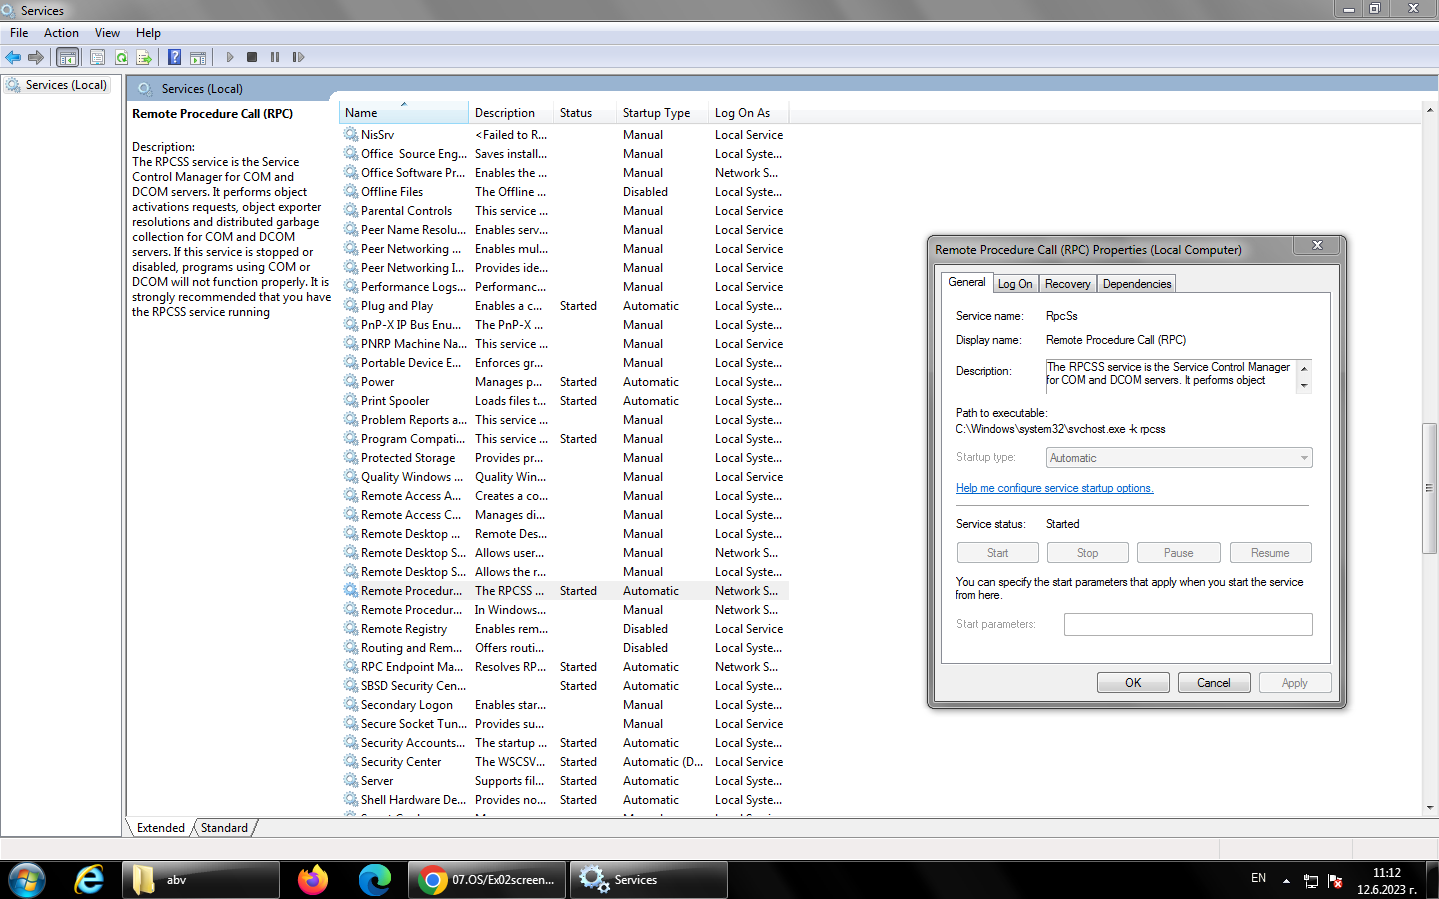 Services
File Action View Help
Services (Local)
Services (Local)
Remote Procedure Call (RPC)
Description:
The RPCSS service is the Service
Control Manager for COM and
DCOM servers. It performs object
activations requests, object exporter
resolutions and distributed garbage
collection for COM and DCOM
servers. If this service is stopped or
disabled, programs using COM or
DCOM will not function properly. It is
strongly recommended that you have
the RPCSS service running
Name Description Status Startup Type Log On As
NisSrv <Failed to R... Manual Local Service
Office  Source Eng... Saves install... Manual Local Syste...
Office Software Pr... Enables the ... Manual Network S...
Offline Files The Offline ... Disabled Local Syste...
Parental Controls This service ... Manual Local Service
Peer Name Resolu... Enables serv... Manual Local Service
Peer Networking ... Enables mul... Manual Local Service
Peer Networking I... Provides ide... Manual Local Service
Performance Logs... Performanc... Manual Local Service
Plug and Play Enables a c... Started Automatic Local Syste...
PnP-X IP Bus Enu... The PnP-X ... Manual Local Syste...
PNRP Machine Na... This service ... Manual Local Service
Portable Device E... Enforces gr... Manual Local Syste...
Power Manages p... Started Automatic Local Syste...
Print Spooler Loads files t... Started Automatic Local Syste...
Problem Reports a... This service ... Manual Local Syste...
Program Compati... This service ... Started Manual Local Syste...
Protected Storage Provides pr... Manual Local Syste...
Quality Windows ... Quality Win... Manual Local Service
Remote Access A... Creates a co... Manual Local Syste...
Remote Access C... Manages di... Manual Local Syste...
Remote Desktop ... Remote Des... Manual Local Syste...
Remote Desktop S... Allows user... Manual Network S...
Remote Desktop S... Allows the r... Manual Local Syste...
Remote Procedur... The RPCSS ... Started Automatic Network S...
Remote Procedur... In Windows... Manual Network S...
Remote Registry Enables rem... Disabled Local Service
Routing and Rem... Offers routi... Disabled Local Syste...
RPC Endpoint Ma... Resolves RP... Started Automatic Network S...
SBSD Security Cen... Started Automatic Local Syste...
Secondary Logon Enables star... Manual Local Syste...
Secure Socket Tun... Provides su... Manual Local Service
Security Accounts... The startup ... Started Automatic Local Syste...
Security Center The WSCSV... Started Automatic (D... Local Service
Server Supports fil... Started Automatic Local Syste...
Shell Hardware De... Provides no... Started Automatic Local Syste...
Extended Standard
Remote Procedure Call (RPC) Properties (Local Computer)
General Log On Recovery Dependencies
Service name: RpcSs
Display name: Remote Procedure Call (RPC)
Description: The RPCSS service is the Service Control Manager
for COM and DCOM servers. It performs object
Path to executable:
C:\Windows\system32\svchost.exe -k rpcss
Startup type: Automatic
Help me configure service startup options.
Service status: Started
Start Stop Pause Resume
You can specify the start parameters that apply when you start the service
from here.
Start parameters:
OK Cancel Apply
abv
07.OS/Ex02screen...
Services
EN
11:12
12.6.2023 г.